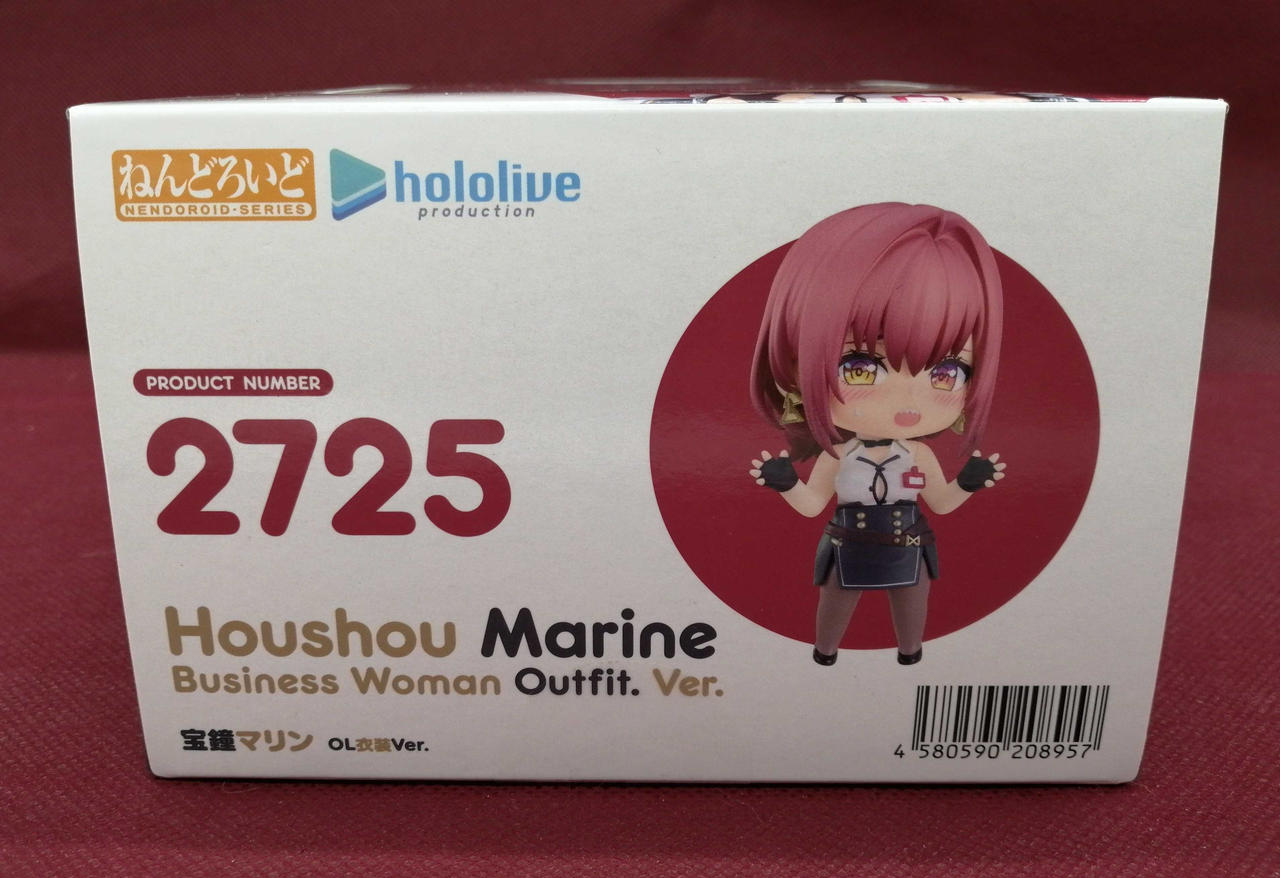 ねんどろいど
NENDOROID·SERIES
hololive
production
PRODUCT NUMBER
2725
Houshou Marine
Business Woman Outfit. Ver.
宝鐘マリン OL衣装Ver.
4 580590 208957